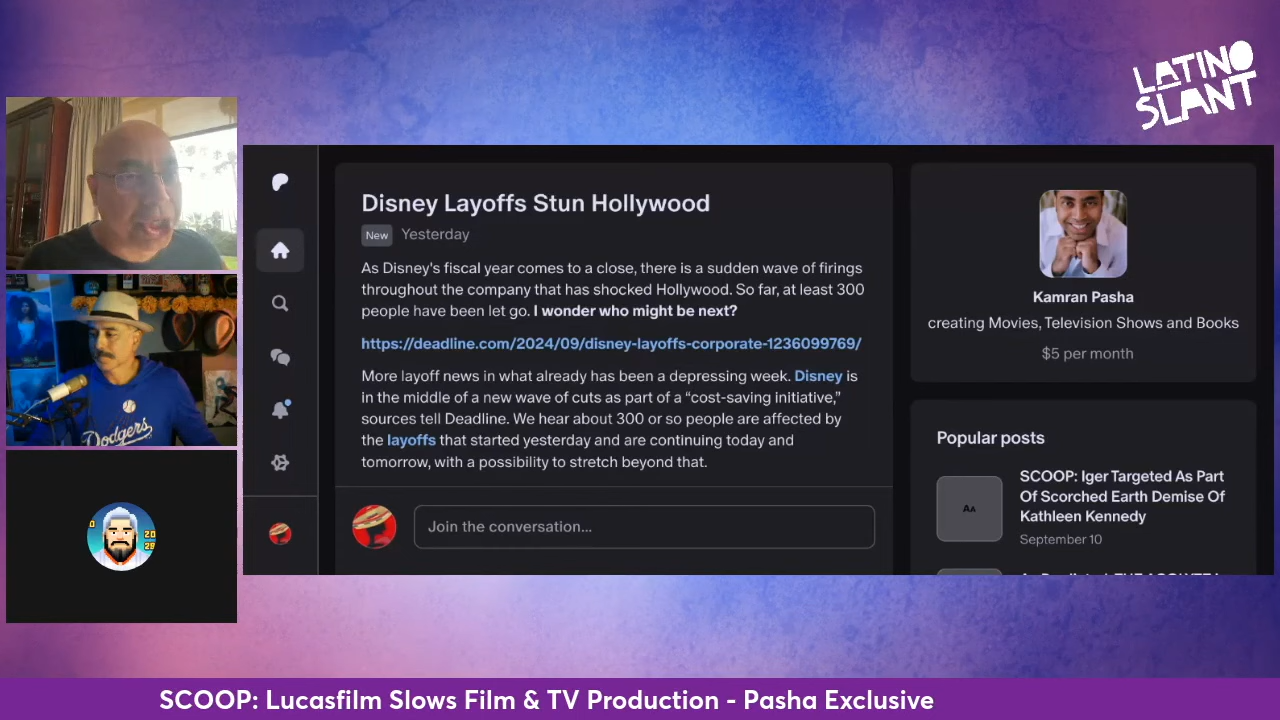 LATINO
SLANT
Disney Layoffs Stun Hollywood
New Yesterday
As Disney's fiscal year comes to a close, there is a sudden wave of firings
throughout the company that has shocked Hollywood. So far, at least 300
people have been let go. I wonder who might be next?
https://deadline.com/2024/09/disney-layoffs-corporate-1236099769/
More layoff news in what already has been a depressing week. Disney is
in the middle of a new wave of cuts as part of a “cost-saving initiative,”
sources tell Deadline. We hear about 300 or so people are affected by
the layoffs that started yesterday and are continuing today and
tomorrow, with a possibility to stretch beyond that.
Join the conversation...
Kamran Pasha
creating Movies, Television Shows and Books
$5 per month
Popular posts
Aa
SCOOP: Iger Targeted As Part
Of Scorched Earth Demise Of
Kathleen Kennedy
September 10
Dodgers
SCOOP: Lucasfilm Slows Film & TV Production - Pasha Exclusive